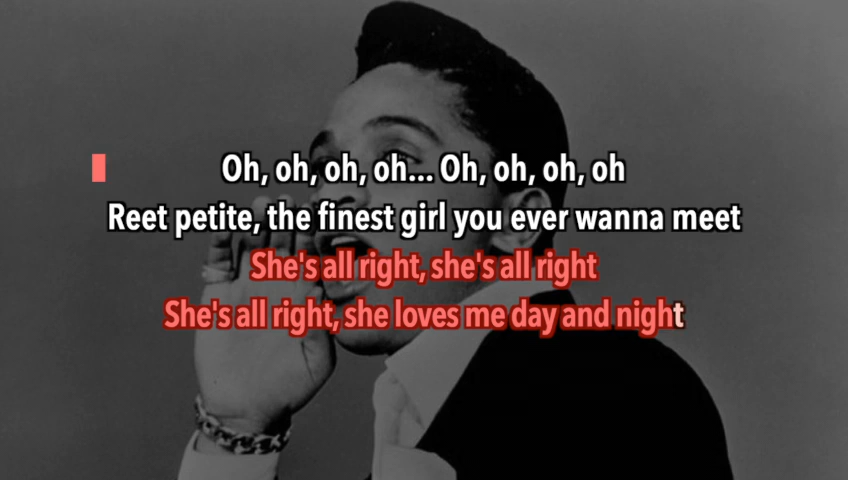 Oh, oh, oh, oh... Oh, oh, oh, oh
Reet petite, the finest girl you ever wanna meet
She's all right, she's all right
She's all right, she loves me day and night